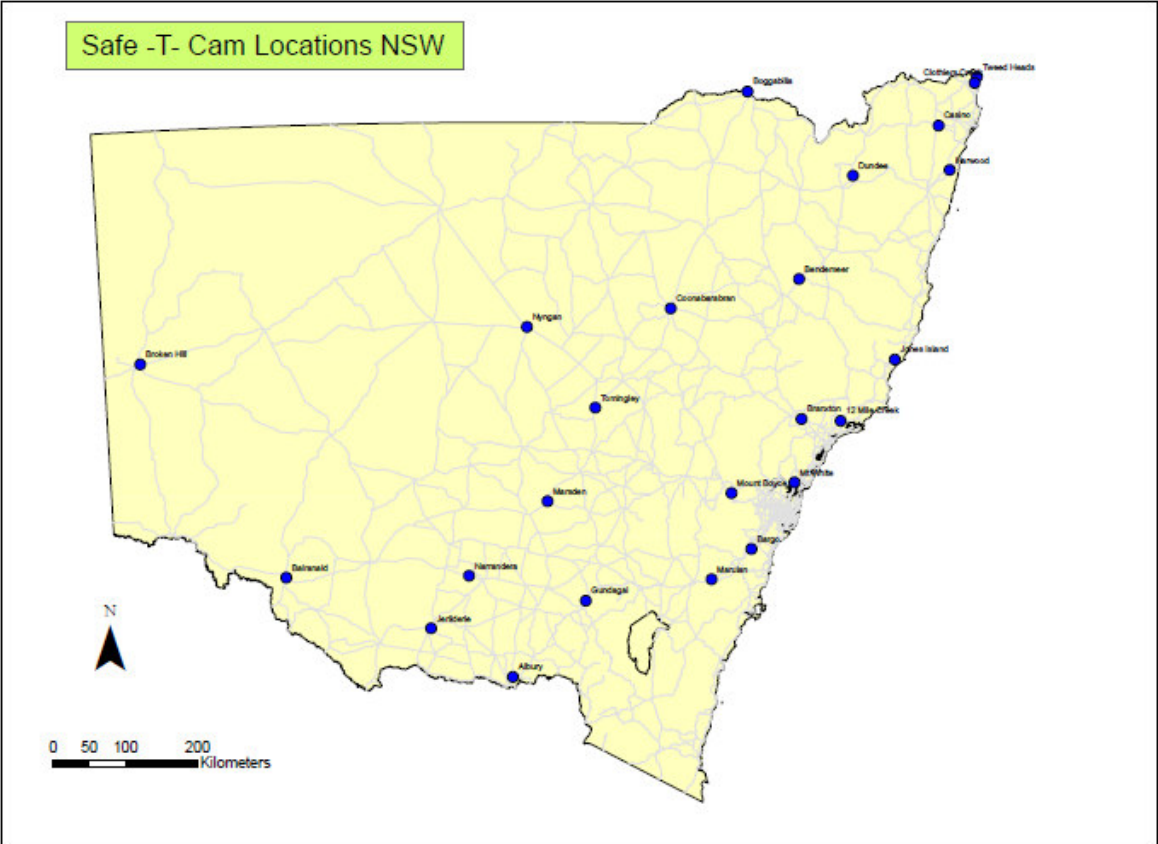 Safe -T- Cam Locations NSW
Tweed Heads
Boggabilla
Casino
Harwood
Dundee
Bendemeer
Coonabarabran
Nyngan
Jones Island
Broken Hill
Tomingley
Branxton
12 Mile Creek
Mt White
Mount Boyce
Marsden
Bargo
Balranald
Narrandera
Marulan
Gundagai
N
Jerilderie
Albury
0 50 100 200
Kilometers